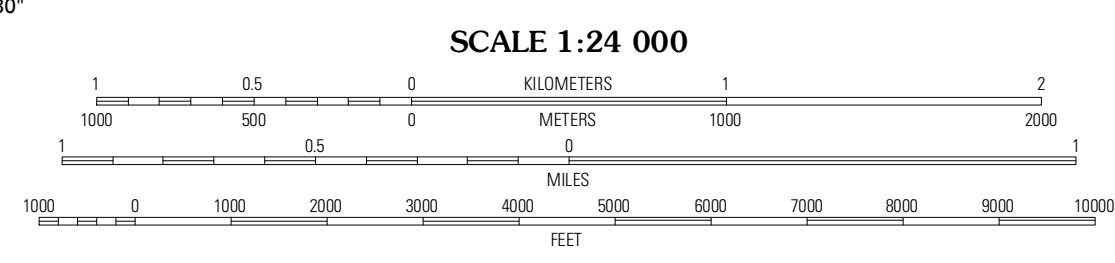 30"
SCALE 1:24 000
1 0.5 0 KILOMETERS 1 2
1000 500 0 METERS 1000 2000
1 0.5 0 1
MILES
1000 0 1000 2000 3000 4000 5000 6000 7000 8000 9000 10000
FEET